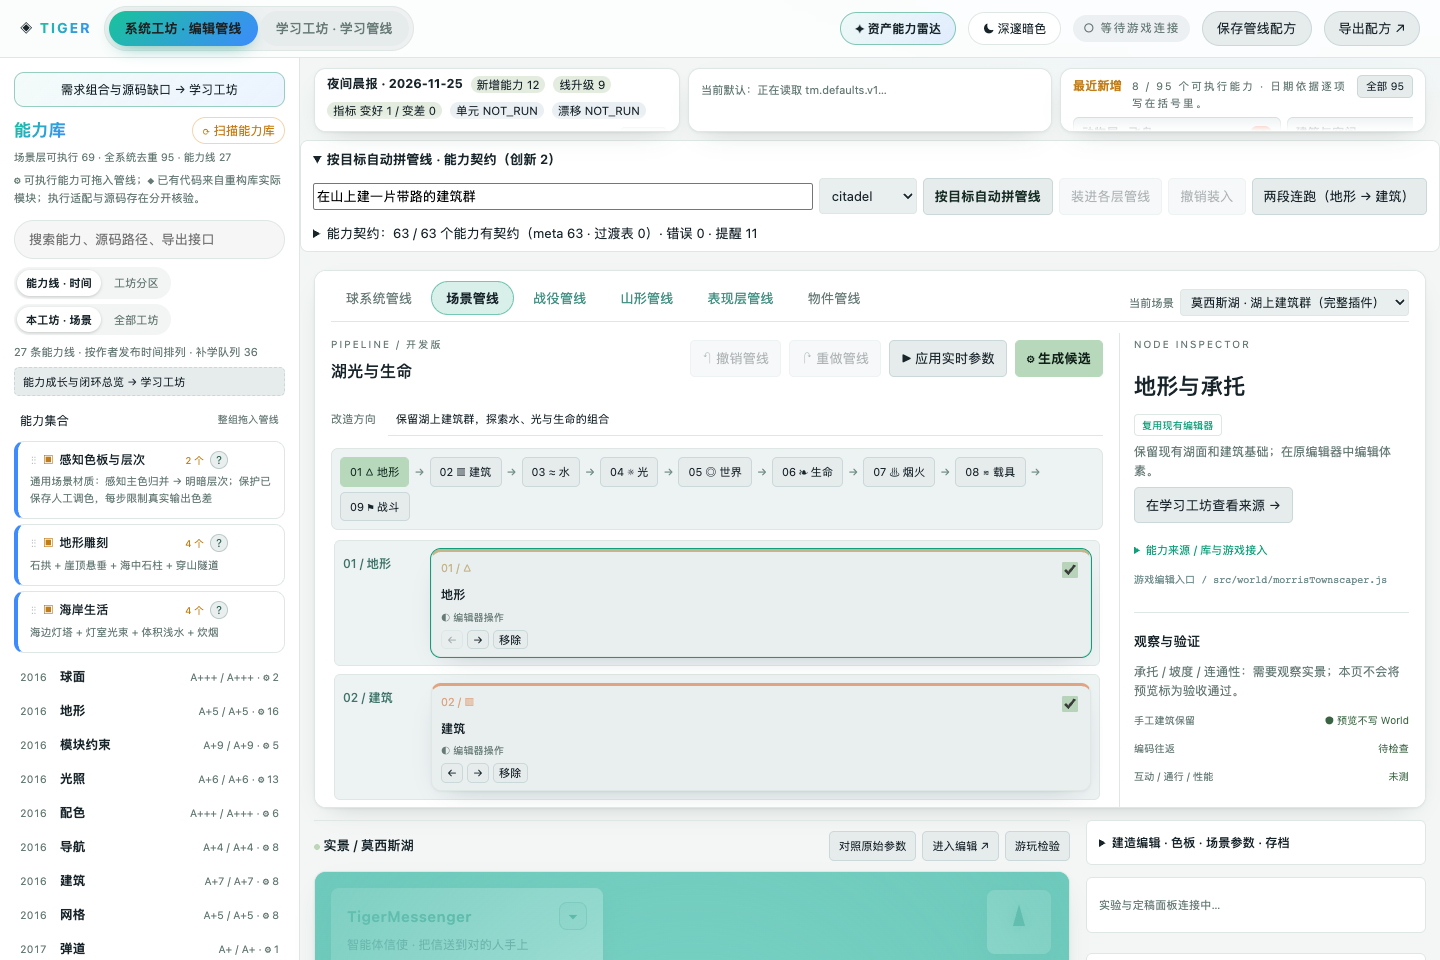 ◈ TIGER
系统工坊 · 编辑管线
学习工坊 · 学习管线
✦ 资产能力雷达
深邃暗色
等待游戏连接
保存管线配方
导出配方 ↗
需求组合与源码缺口 → 学习工坊
能力库
⟳ 扫描能力库
场景层可执行 69 · 全系统去重 95 · 能力线 27
⚙ 可执行能力可拖入管线；◆ 已有代码来自重构库实际
模块；执行适配与源码存在分开核验。
搜索能力、源码路径、导出接口
能力线 · 时间
工坊分区
本工坊 · 场景
全部工坊
27 条能力线 · 按作者发布时间排列 · 补学队列 36
能力成长与闭环总览 → 学习工坊
能力集合
整组拖入管线
感知色板与层次
2 个 ?
通用场景材质：感知主色归并 → 明暗层次；保护已
保存人工调色，每步限制真实输出色差
地形雕刻
4 个 ?
石拱 + 崖顶悬垂 + 海中石柱 + 穿山隧道
海岸生活
4 个 ?
海边灯塔 + 灯室光束 + 体积浅水 + 炊烟
2016 球面 A+++ / A+++ · ⚙ 2
2016 地形 A+5 / A+5 · ⚙ 16
2016 模块约束 A+9 / A+9 · ⚙ 5
2016 光照 A+6 / A+6 · ⚙ 13
2016 配色 A+++ / A+++ · ⚙ 6
2016 导航 A+4 / A+4 · ⚙ 8
2016 建筑 A+7 / A+7 · ⚙ 8
2016 网格 A+5 / A+5 · ⚙ 8
2017 弹道 A+ / A+ · ⚙ 1
夜间晨报 · 2026-11-25
新增能力 12
线升级 9
指标 变好 1 / 变差 0
单元 NOT_RUN
漂移 NOT_RUN
当前默认：正在读取 tm.defaults.v1...
最近新增
8 / 95 个可执行能力 · 日期依据逐项
写在括号里。
全部 95
▼ 按目标自动拼管线 · 能力契约（创新 2）
在山上建一片带路的建筑群
citadel
按目标自动拼管线
装进各层管线
撤销装入
两段连跑（地形 → 建筑）
▶ 能力契约：63 / 63 个能力有契约（meta 63 · 过渡表 0）· 错误 0 · 提醒 11
球系统管线
场景管线
战役管线
山形管线
表现层管线
物件管线
当前场景
莫西斯湖 · 湖上建筑群（完整插件）
PIPELINE / 开发版
湖光与生命
撤销管线
重做管线
▶ 应用实时参数
⚙ 生成候选
改造方向
保留湖上建筑群，探索水、光与生命的组合
01 △ 地形 →
02 ▥ 建筑 →
03 ≈ 水 →
04 ☼ 光 →
05 ◎ 世界 →
06 ❧ 生命 →
07 ♨ 烟火 →
08 ≋ 载具 →
09 ⚑ 战斗
01 / 地形
01 / △
地形
◐ 编辑器操作
← → 移除
02 / 建筑
02 / ▥
建筑
◐ 编辑器操作
← → 移除
NODE INSPECTOR
地形与承托
复用现有编辑器
保留现有湖面和建筑基础；在原编辑器中编辑体
素。
在学习工坊查看来源 →
▶ 能力来源 / 库与游戏接入
游戏编辑入口 / src/world/morrisTownscaper.js
观察与验证
承托 / 坡度 / 连通性：需要观察实景；本页不会将
预览标为验收通过。
手工建筑保留
● 预览不写 World
编码往返
待检查
互动 / 通行 / 性能
未测
实景 / 莫西斯湖
对照原始参数
进入编辑 ↗
游玩检验
TigerMessenger
智能体信使 · 把信送到对的人手上
▶ 建造编辑 · 色板 · 场景参数 · 存档
实验与定稿面板连接中...